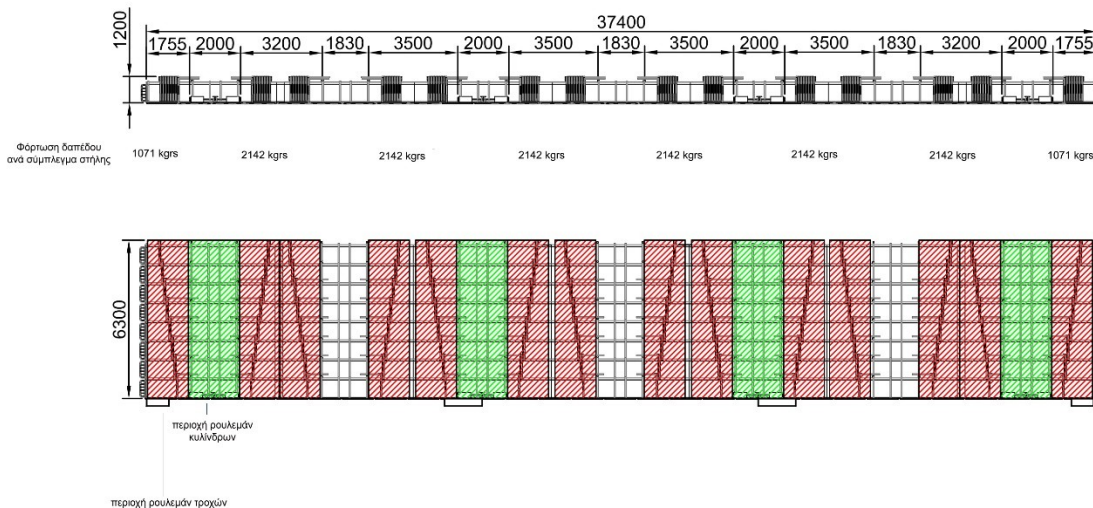 37400
1200
1755 2000 3200 1830 3500 2000 3500 1830 3500 2000 3500 1830 3200 2000 1755
Φόρτωση δαπέδου
ανά σύμπλεγμα στήλης
1071 kgrs 2142 kgrs 2142 kgrs 2142 kgrs 2142 kgrs 2142 kgrs 2142 kgrs 1071 kgrs
6300
περιοχή ρουλεμάν
κυλίνδρων
περιοχή ρουλεμάν τροχών